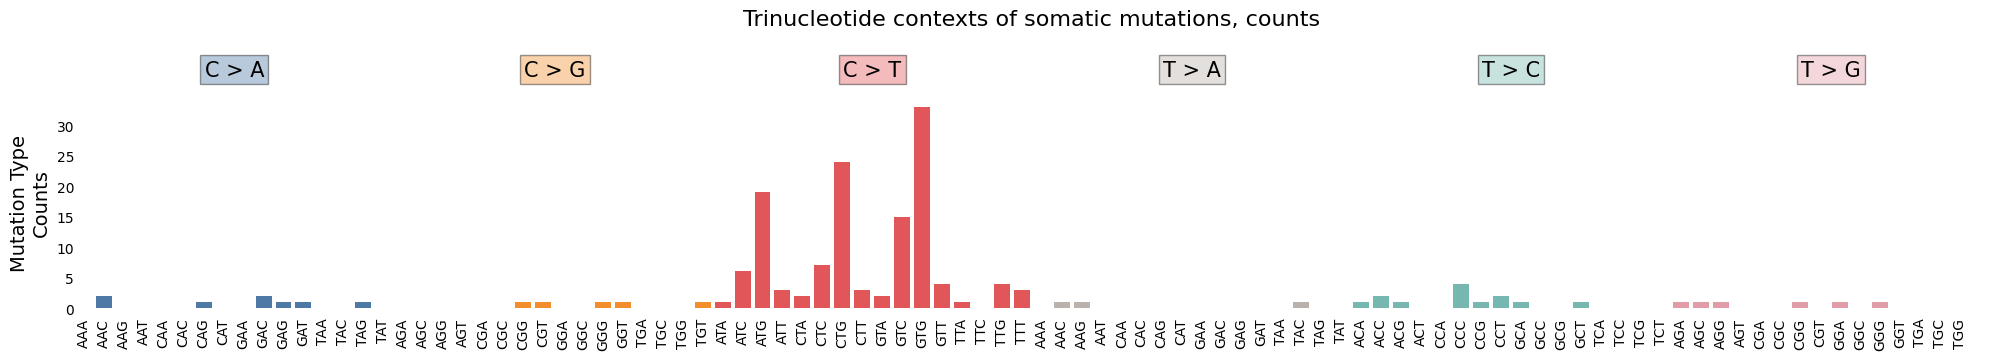 Trinucleotide contexts of somatic mutations, counts
C > A
C > G
C > T
T > A
T > C
T > G
Mutation Type
Counts
30
25
20
15
10
5
0
AAA AAC AAG AAT CAA CAC CAG CAT GAA GAC GAG GAT TAA TAC TAG TAT AGA AGC AGG AGT CGA CGC CGG CGT GGA GGC GGG GGT TGA TGC TGG TGT ATA ATC ATG ATT CTA CTC CTG CTT GTA GTC GTG GTT TTA TTC TTG TTT AAA AAC AAG AAT CAA CAC CAG CAT GAA GAC GAG GAT TAA TAC TAG TAT ACA ACC ACG ACT CCA CCC CCG CCT GCA GCC GCG GCT TCA TCC TCG TCT AGA AGC AGG AGT CGA CGC CGG CGT GGA GGC GGG GGT TGA TGC TGG